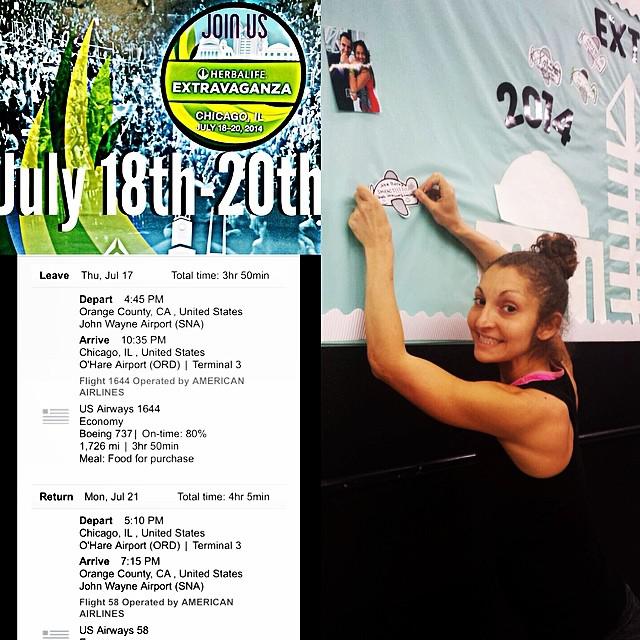 JOIN US
HERBALIFE
EXTRAVAGANZA
CHICAGO, IL
JULY 18-20, 2014
July 18th-20th
Leave Thu, Jul 17 Total time: 3hr 50min
Depart 4:45 PM
Orange County, CA , United States
John Wayne Airport (SNA)
Arrive 10:35 PM
Chicago, IL , United States
O'Hare Airport (ORD) | Terminal 3
Flight 1644 Operated by AMERICAN
AIRLINES
US Airways 1644
Economy
Boeing 737 | On-time: 80%
1,726 mi | 3hr 50min
Meal: Food for purchase
Return Mon, Jul 21 Total time: 4hr 5min
Depart 5:10 PM
Chicago, IL , United States
O'Hare Airport (ORD) | Terminal 3
Arrive 7:15 PM
Orange County, CA , United States
John Wayne Airport (SNA)
Flight 58 Operated by AMERICAN
AIRLINES
US Airways 58
EXT
2014